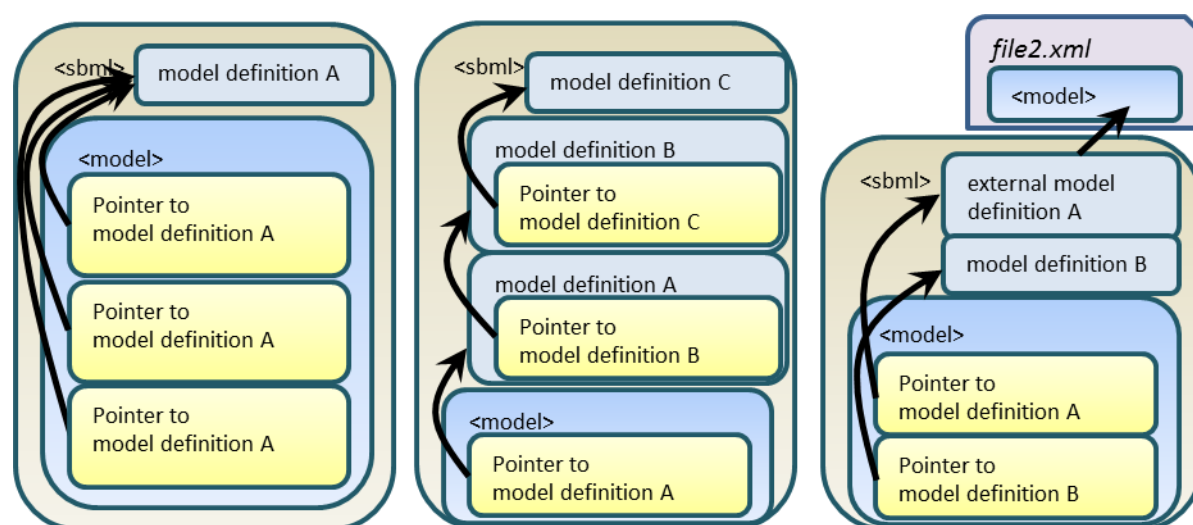 <sbml>
model definition A
<model>
Pointer to
model definition A
Pointer to
model definition A
Pointer to
model definition A
<sbml>
model definition C
model definition B
Pointer to
model definition C
model definition A
Pointer to
model definition B
<model>
Pointer to
model definition A
file2.xml
<model>
<sbml>
external model
definition A
model definition B
<model>
Pointer to
model definition A
Pointer to
model definition B